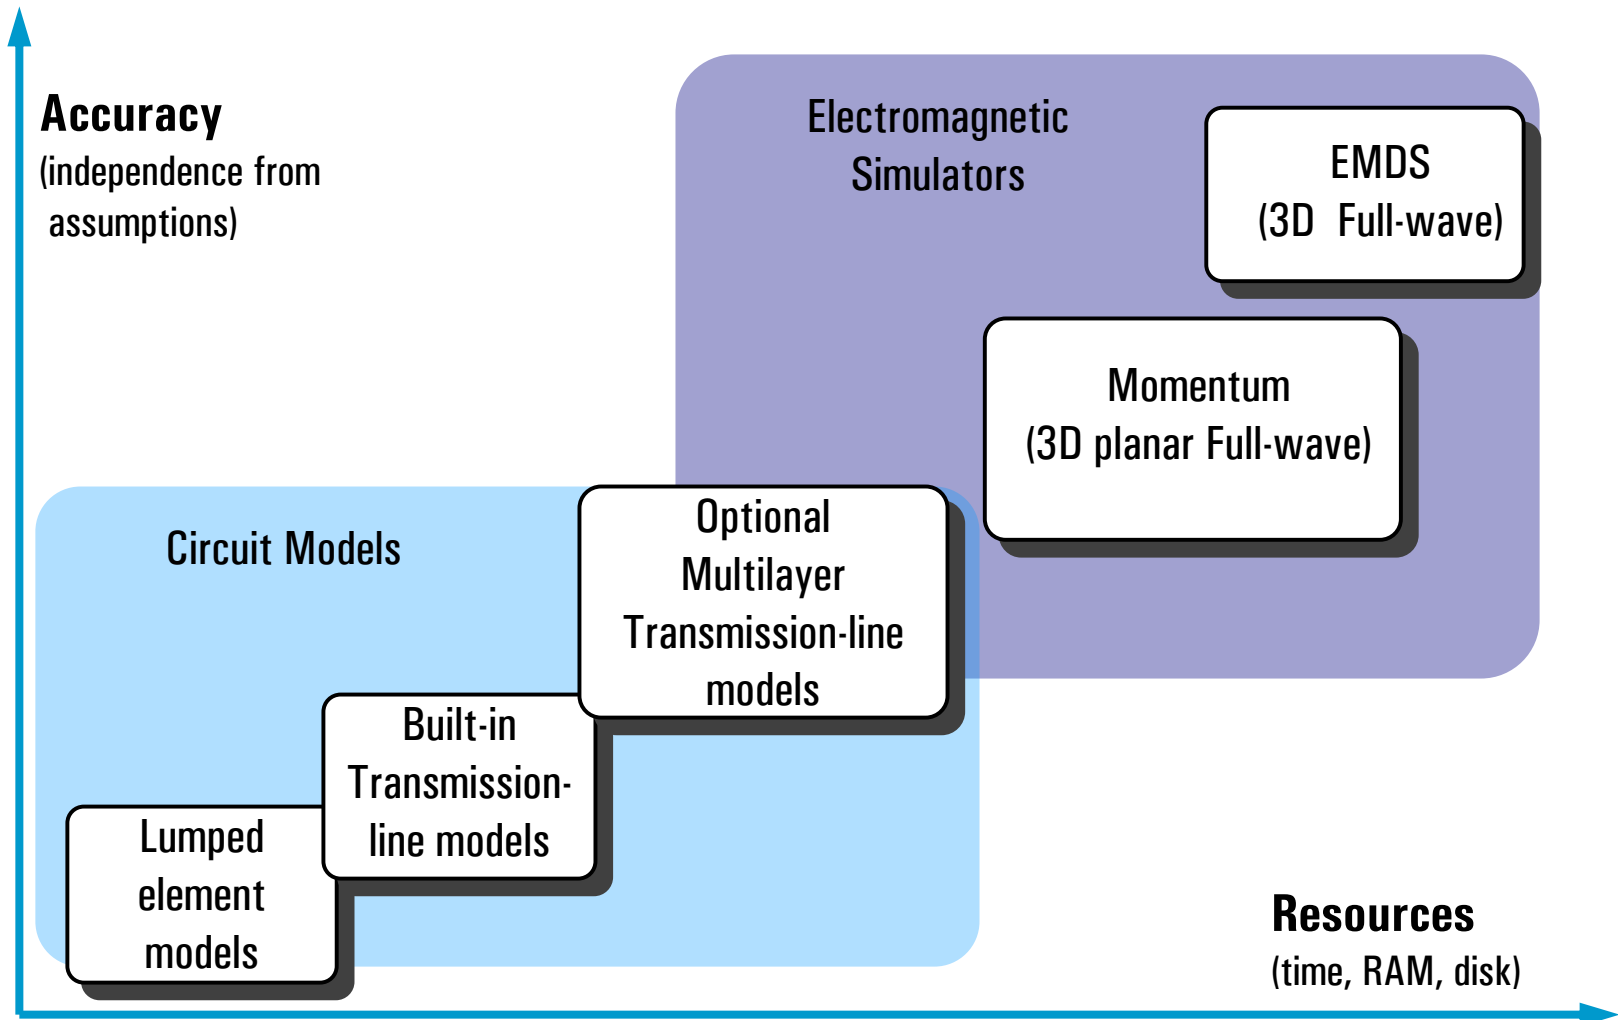 Accuracy
(independence from
assumptions)
Electromagnetic
Simulators
EMDS
(3D Full-wave)
Momentum
(3D planar Full-wave)
Circuit Models
Optional
Multilayer
Transmission-line
models
Built-in
Transmission-
line models
Lumped
element
models
Resources
(time, RAM, disk)